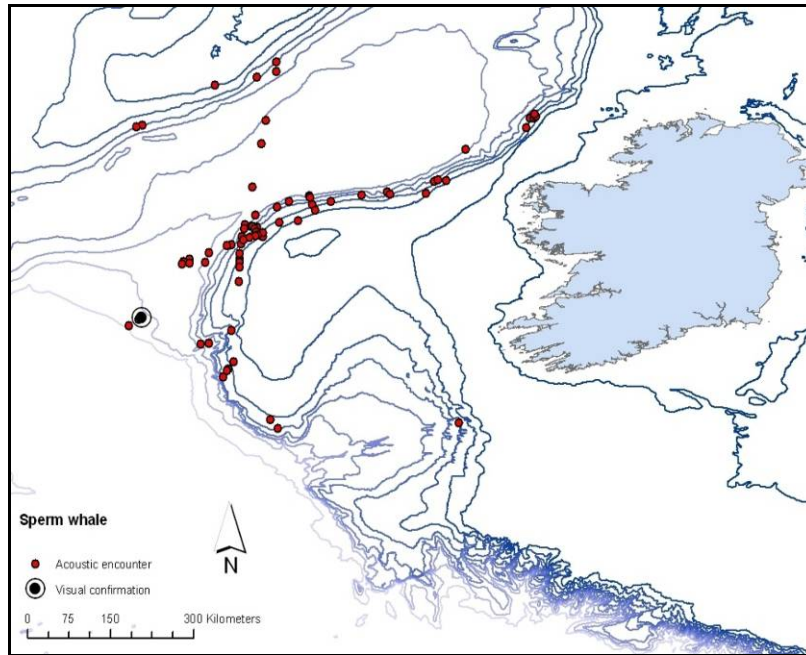 Sperm whale
Acoustic encounter
Visual confirmation
0 75 150 300 Kilometers
N